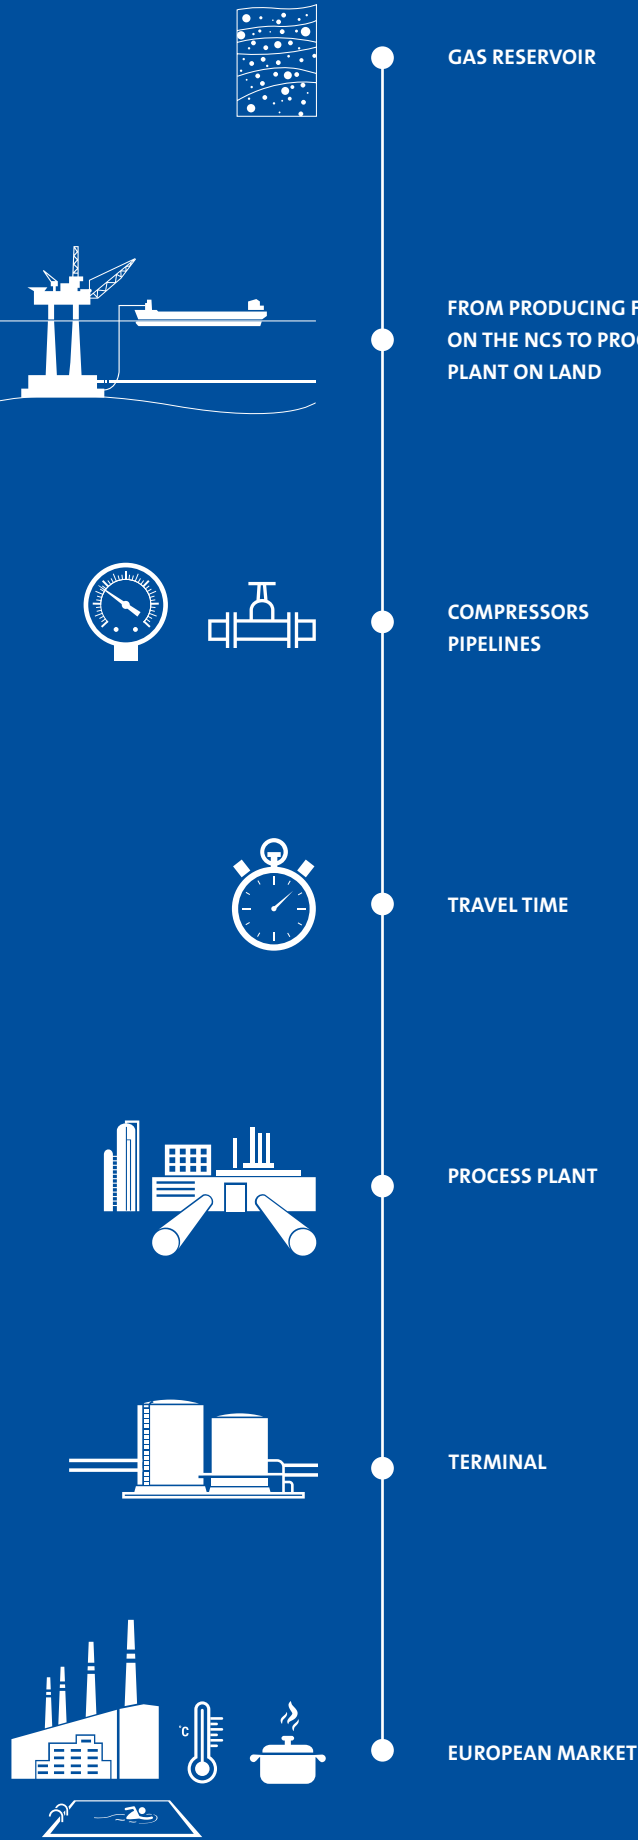 GAS RESERVOIR
FROM PRODUCING
ON THE NCS TO
PLANT ON LAND
COMPRESSORS
PIPELINES
TRAVEL TIME
PROCESS PLANT
TERMINAL
°C
EUROPEAN MARKET